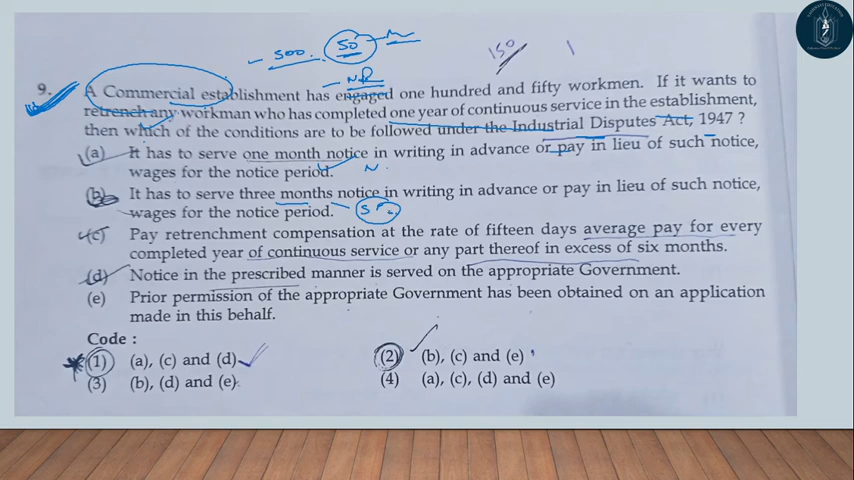 500 50
150
NR
9. A Commercial establishment has engaged one hundred and fifty workmen. If it wants to
retrench any workman who has completed one year of continuous service in the establishment,
then which of the conditions are to be followed under the Industrial Disputes Act, 1947 ?
(a) It has to serve one month notice in writing in advance or pay in lieu of such notice,
wages for the notice period. N
(b) It has to serve three months notice in writing in advance or pay in lieu of such notice,
wages for the notice period.
(c) Pay retrenchment compensation at the rate of fifteen days average pay for every
completed year of continuous service or any part thereof in excess of six months.
(d) Notice in the prescribed manner is served on the appropriate Government.
(e) Prior permission of the appropriate Government has been obtained on an application
made in this behalf.
Code :
(1) (a), (c) and (d)
(2) (b), (c) and (e)
(3) (b), (d) and (e)
(4) (a), (c), (d) and (e)